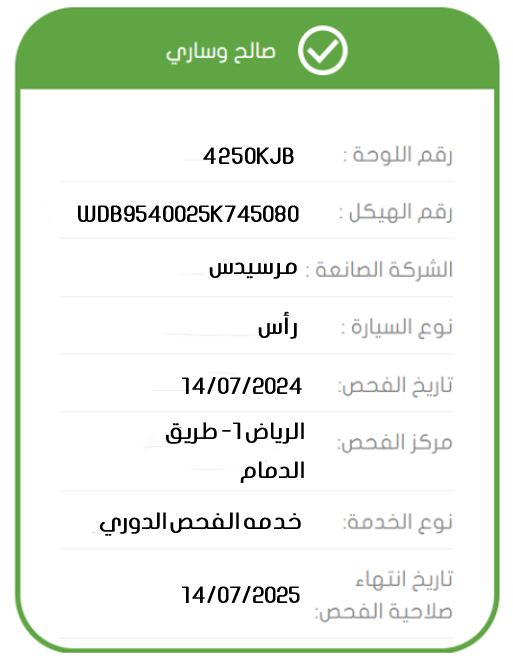 صالح وساري
رقم اللوحة : 4250KJB
رقم الهيكل : WDB9540025K745080
الشركة الصانعة : مرسيدس
نوع السيارة : رأس
تاريخ الفحص: 14/07/2024
مركز الفحص: الرياض 1- طريق
الدمام
نوع الخدمة: خدمه الفحص الدوري
تاريخ انتهاء
صلاحية الفحص: 14/07/2025